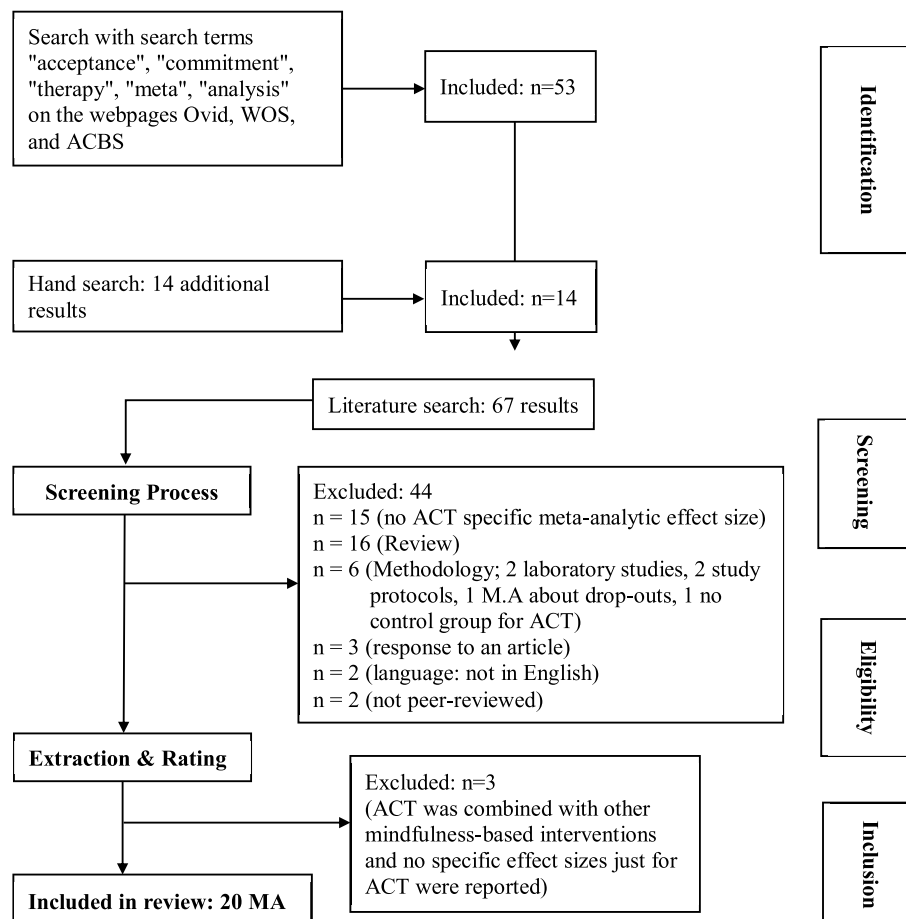 Search with search terms
"acceptance", "commitment",
"therapy", "meta", "analysis"
on the webpages Ovid, WOS,
and ACBS
Included: n=53
Identification
Hand search: 14 additional
results
Included: n=14
Literature search: 67 results
Screening
Screening Process
Excluded: 44
n = 15 (no ACT specific meta-analytic effect size)
n = 16 (Review)
n = 6 (Methodology; 2 laboratory studies, 2 study
protocols, 1 M.A about drop-outs, 1 no
control group for ACT)
n = 3 (response to an article)
n = 2 (language: not in English)
n = 2 (not peer-reviewed)
Eligibility
Extraction & Rating
Excluded: n=3
(ACT was combined with other
mindfulness-based interventions
and no specific effect sizes just for
ACT were reported)
Inclusion
Included in review: 20 MA